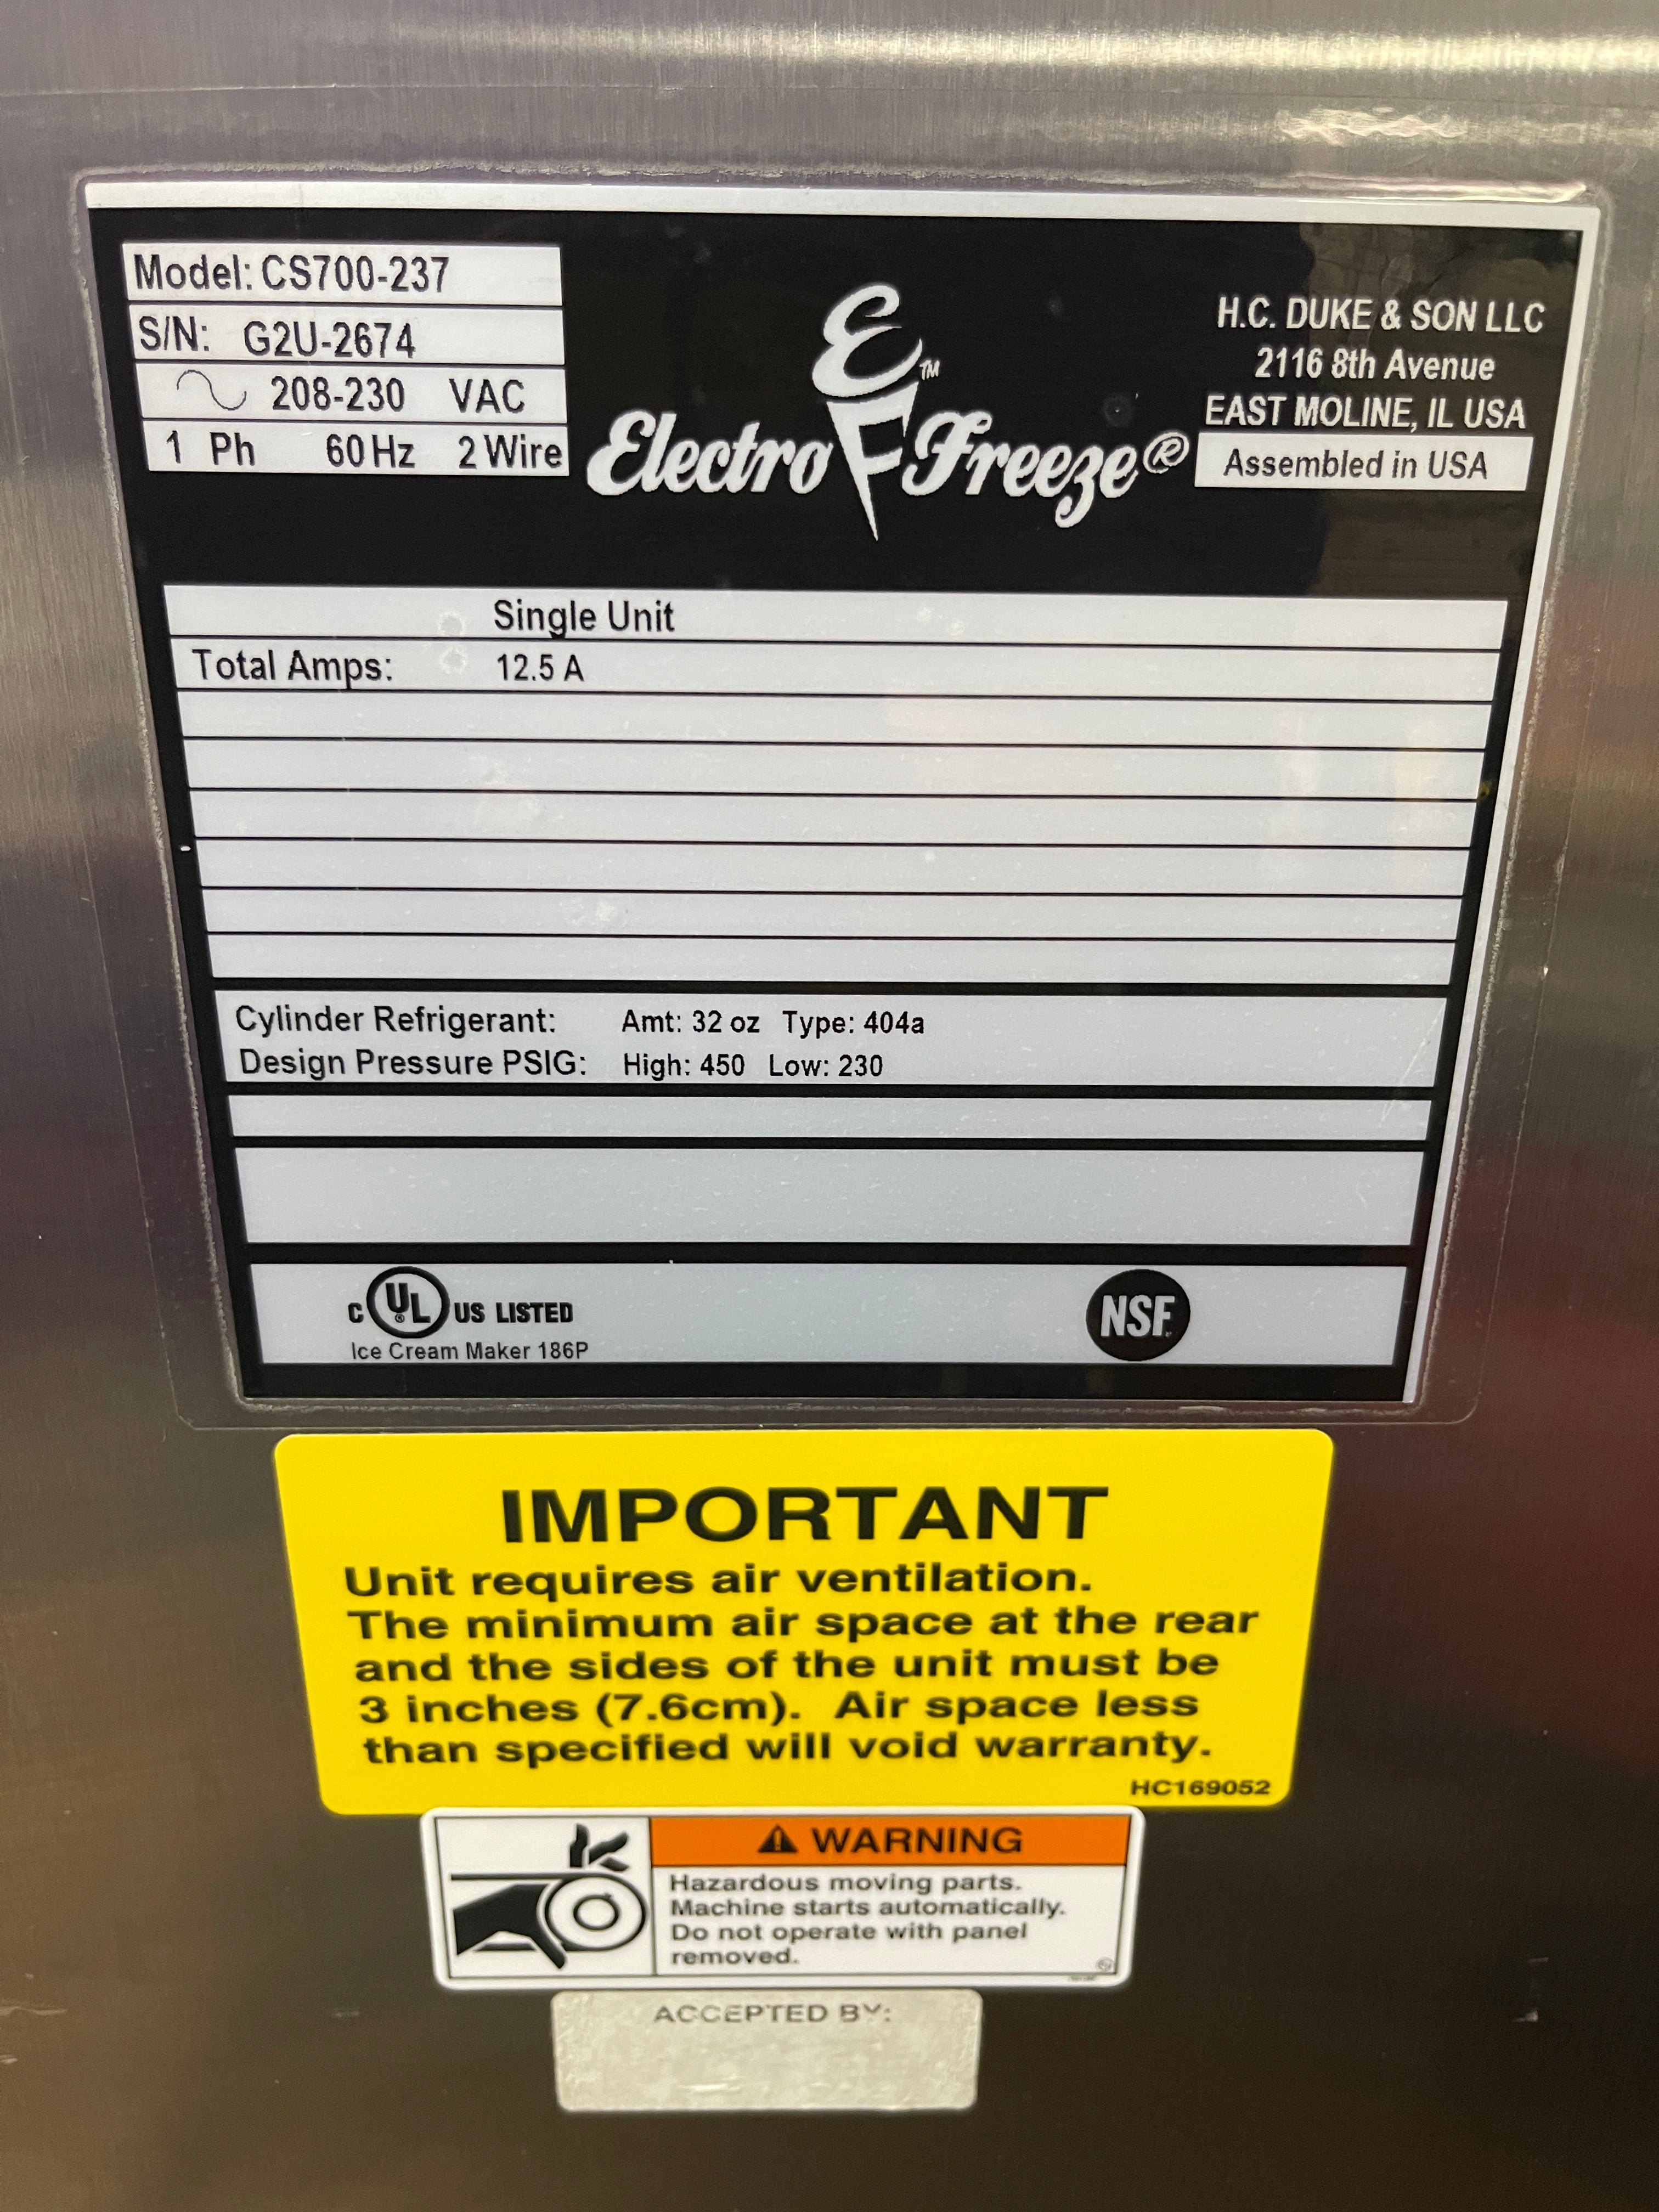 Model: CS700-237
S/N: G2U-2674
208-230 VAC
1 Ph 60 Hz 2 Wire
E™
F
Electro Freeze®
H.C. DUKE & SON LLC
2116 8th Avenue
EAST MOLINE, IL USA
Assembled in USA
Single Unit
Total Amps: 12.5 A
Cylinder Refrigerant: Amt: 32 oz Type: 404a
Design Pressure PSIG: High: 450 Low: 230
C UL® US LISTED
Ice Cream Maker 186P
NSF
IMPORTANT
Unit requires air ventilation.
The minimum air space at the rear
and the sides of the unit must be
3 inches (7.6cm). Air space less
than specified will void warranty.
HC169052
WARNING
Hazardous moving parts.
Machine starts automatically.
Do not operate with panel
removed.
ACCEPTED BY: